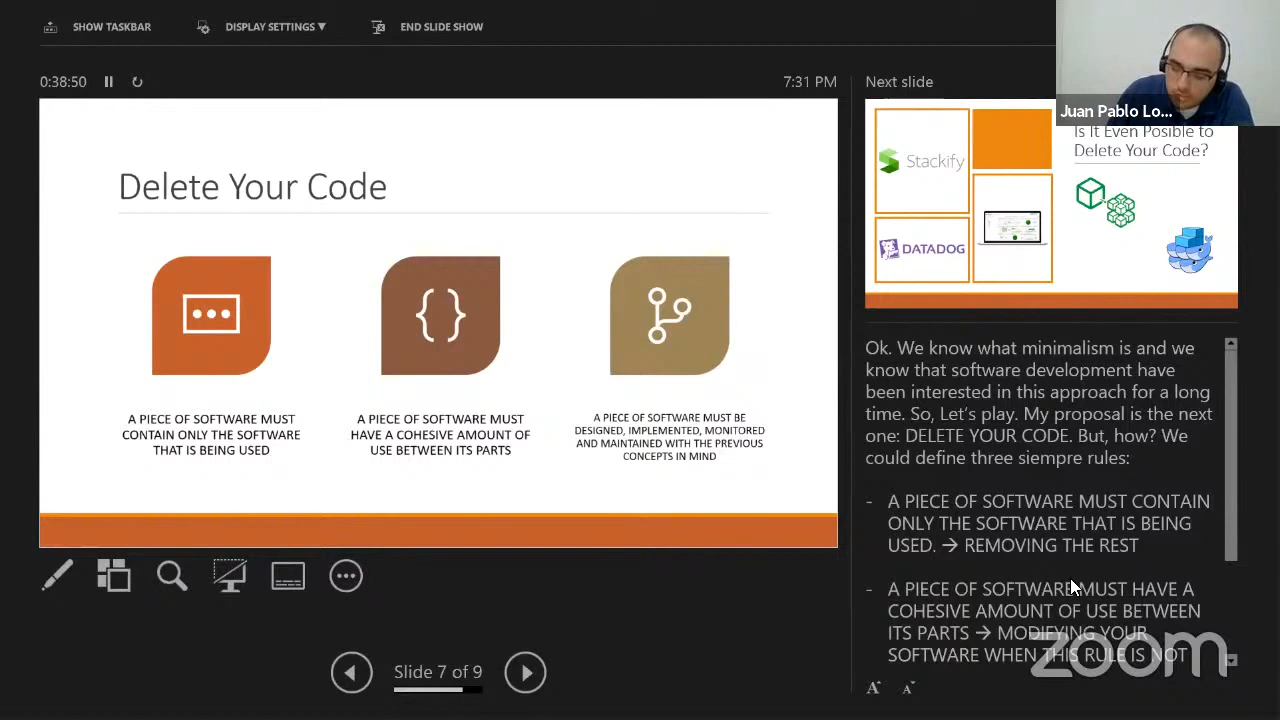 SHOW TASKBAR
DISPLAY SETTINGS ▼
END SLIDE SHOW
0:38:50
7:31 PM
Next slide
Juan Pablo Lo...
Delete Your Code
A PIECE OF SOFTWARE MUST
CONTAIN ONLY THE SOFTWARE
THAT IS BEING USED
A PIECE OF SOFTWARE MUST
HAVE A COHESIVE AMOUNT OF
USE BETWEEN ITS PARTS
A PIECE OF SOFTWARE MUST BE
DESIGNED, IMPLEMENTED, MONITORED
AND MAINTAINED WITH THE PREVIOUS
CONCEPTS IN MIND
Stackify
DATADOG
Is It Even Posible to
Delete Your Code?
Ok. We know what minimalism is and we
know that software development have
been interested in this approach for a long
time. So, Let's play. My proposal is the next
one: DELETE YOUR CODE. But, how? We
could define three siempre rules:
- A PIECE OF SOFTWARE MUST CONTAIN
ONLY THE SOFTWARE THAT IS BEING
USED. → REMOVING THE REST
- A PIECE OF SOFTWARE MUST HAVE A
COHESIVE AMOUNT OF USE BETWEEN
ITS PARTS → MODIFYING YOUR
SOFTWARE WHEN THIS RULE IS NOT
Slide 7 of 9
A A
zoom